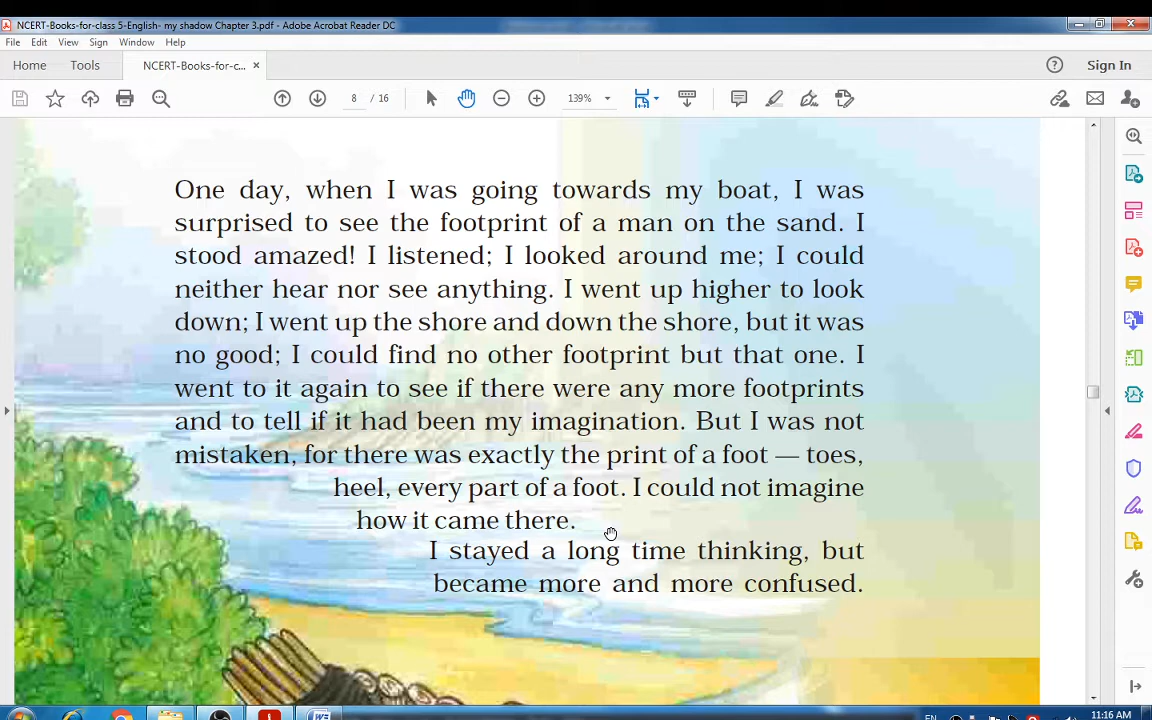 NCERT-Books-for-class 5-English- my shadow Chapter 3.pdf - Adobe Acrobat Reader DC
File Edit View Sign Window Help
Home Tools NCERT-Books-for-c... × Sign In
8 / 16 139%
One day, when I was going towards my boat, I was
surprised to see the footprint of a man on the sand. I
stood amazed! I listened; I looked around me; I could
neither hear nor see anything. I went up higher to look
down; I went up the shore and down the shore, but it was
no good; I could find no other footprint but that one. I
went to it again to see if there were any more footprints
and to tell if it had been my imagination. But I was not
mistaken, for there was exactly the print of a foot — toes,
heel, every part of a foot. I could not imagine
how it came there.
I stayed a long time thinking, but
became more and more confused.
EN 11:16 AM